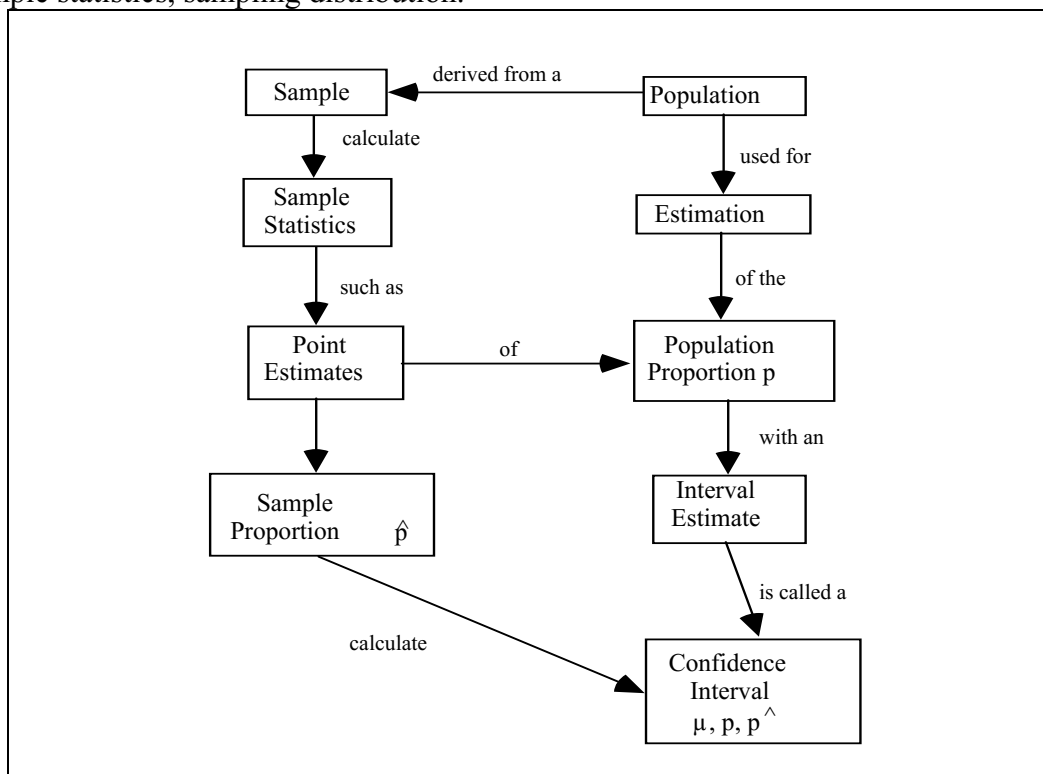 sample statistics, sampling distribution.
derived from a
Sample
Population
calculate
used for
Sample
Statistics
Estimation
such as
of the
Point
Estimates
of
Population
Proportion p
with an
Sample
Proportion p̂
Interval
Estimate
is called a
calculate
Confidence
Interval
µ, p, p^